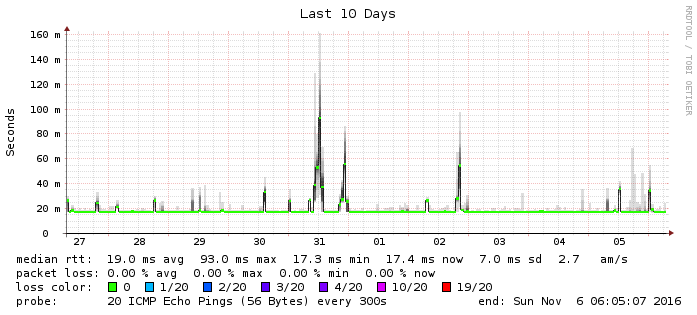 Last 10 Days
RRDTOOL / TOBI OETIKER
Seconds
160 m
140 m
120 m
100 m
80 m
60 m
40 m
20 m
0
27 28 29 30 31 01 02 03 04 05
median rtt: 19.0 ms avg 93.0 ms max 17.3 ms min 17.4 ms now 7.0 ms sd 2.7 am/s
packet loss: 0.00 % avg 0.00 % max 0.00 % min 0.00 % now
loss color: 0 1/20 2/20 3/20 4/20 10/20 19/20
probe: 20 ICMP Echo Pings (56 Bytes) every 300s end: Sun Nov 6 06:05:07 2016